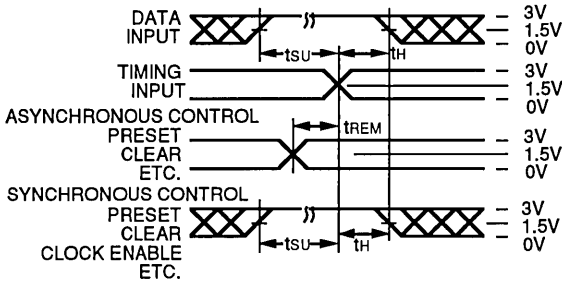 DATA INPUT
3V
1.5V
0V
tSU
tH
TIMING INPUT
3V
1.5V
0V
ASYNCHRONOUS CONTROL
PRESET
CLEAR
ETC.
tREM
3V
1.5V
0V
SYNCHRONOUS CONTROL
PRESET
CLEAR
CLOCK ENABLE
ETC.
3V
1.5V
0V
tSU
tH